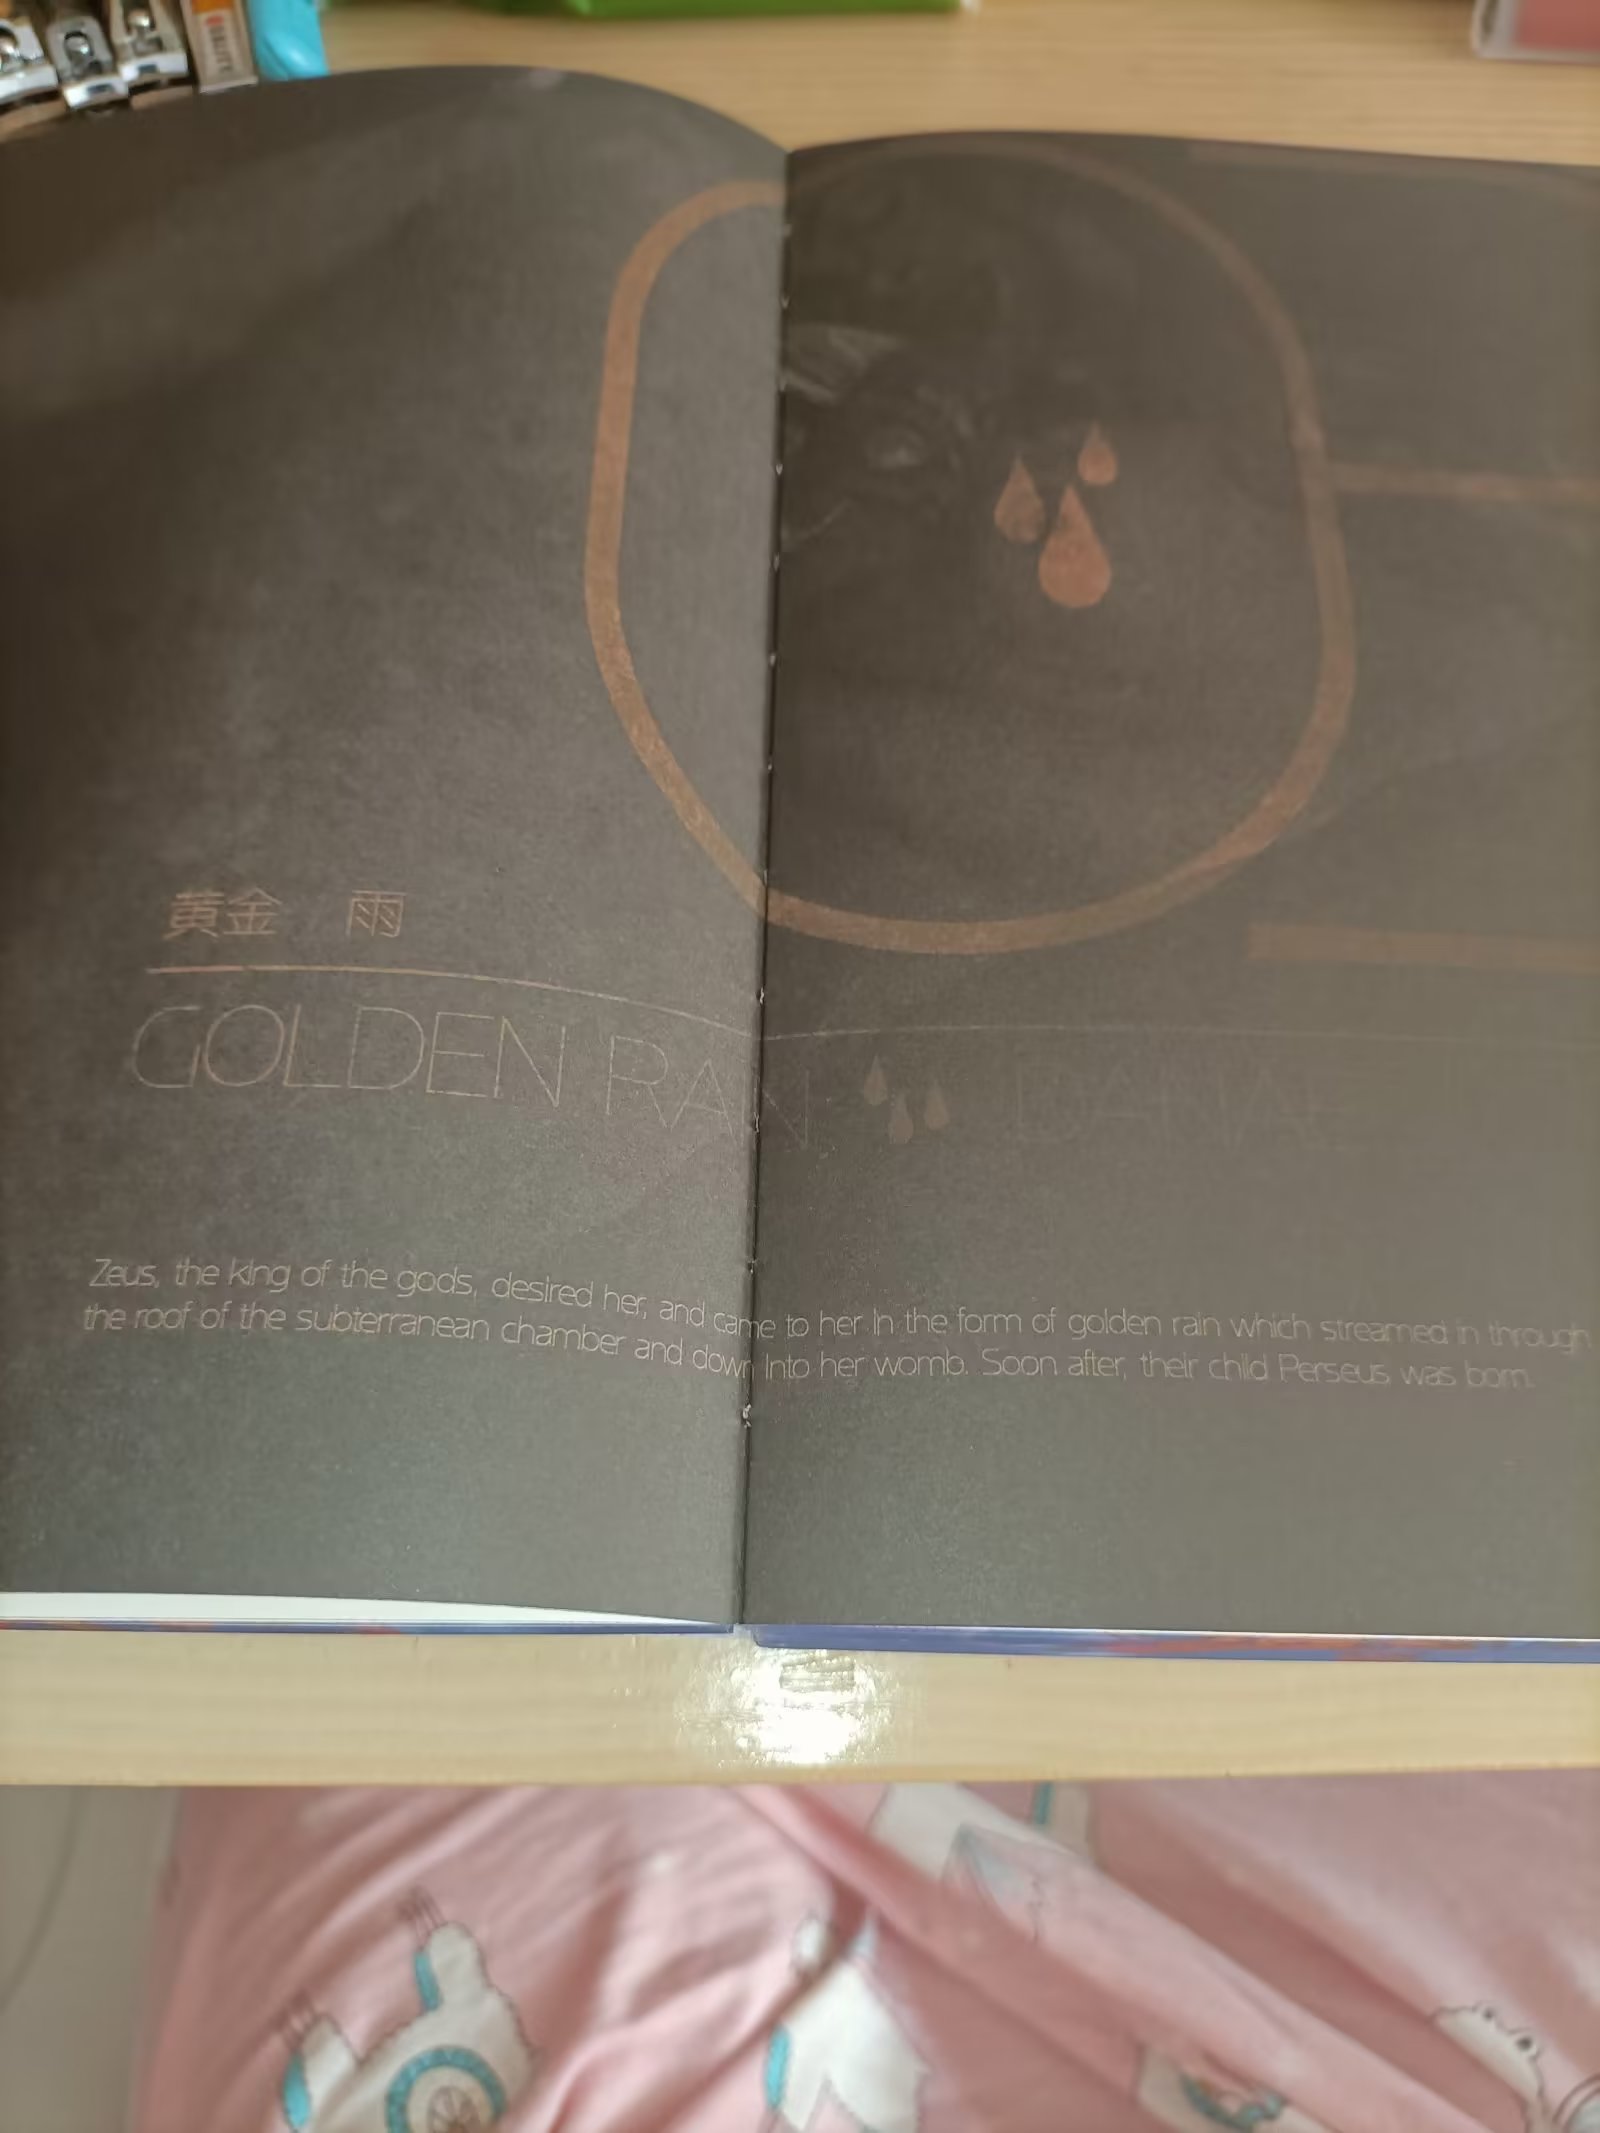 黄金 雨
GOLDEN RAIN DANAE
Zeus, the king of the gods, desired her, and came to her in the form of golden rain which streamed in through
the roof of the subterranean chamber and down into her womb. Soon after, their child Perseus was born.